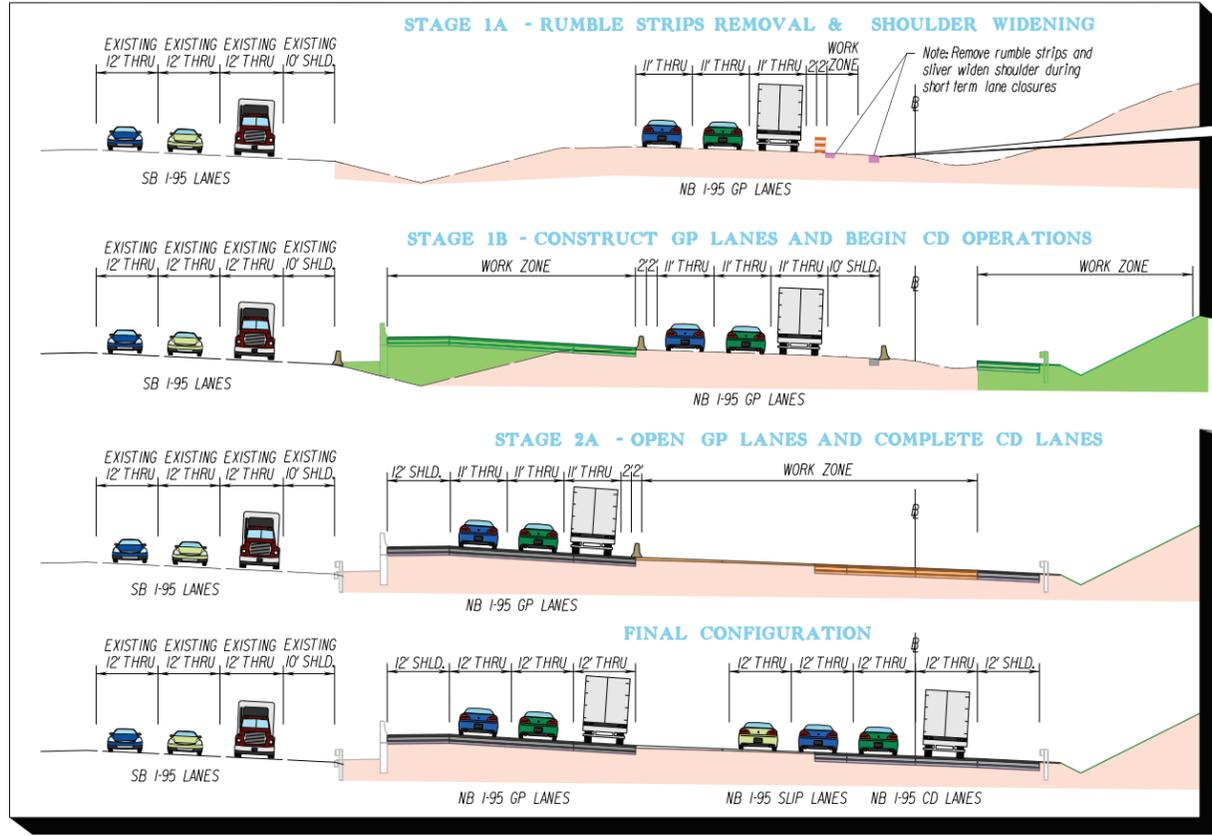 STAGE 1A - RUMBLE STRIPS REMOVAL & SHOULDER WIDENING
EXISTING EXISTING EXISTING EXISTING
12' THRU 12' THRU 12' THRU 10' SHLD.
11' THRU 11' THRU 11' THRU 2' 2' WORK ZONE
Note: Remove rumble strips and
sliver widen shoulder during
short term lane closures
SB I-95 LANES
NB I-95 GP LANES
STAGE 1B - CONSTRUCT GP LANES AND BEGIN CD OPERATIONS
EXISTING EXISTING EXISTING EXISTING
12' THRU 12' THRU 12' THRU 10' SHLD.
WORK ZONE 2' 2' 11' THRU 11' THRU 11' THRU 10' SHLD. WORK ZONE
SB I-95 LANES
NB I-95 GP LANES
STAGE 2A - OPEN GP LANES AND COMPLETE CD LANES
EXISTING EXISTING EXISTING EXISTING
12' THRU 12' THRU 12' THRU 10' SHLD.
12' SHLD. 11' THRU 11' THRU 11' THRU 2' 2' WORK ZONE
SB I-95 LANES
NB I-95 GP LANES
FINAL CONFIGURATION
EXISTING EXISTING EXISTING EXISTING
12' THRU 12' THRU 12' THRU 10' SHLD.
12' SHLD. 12' THRU 12' THRU 12' THRU 12' THRU 12' THRU 12' THRU 12' THRU 12' SHLD.
SB I-95 LANES
NB I-95 GP LANES NB I-95 SLIP LANES NB I-95 CD LANES